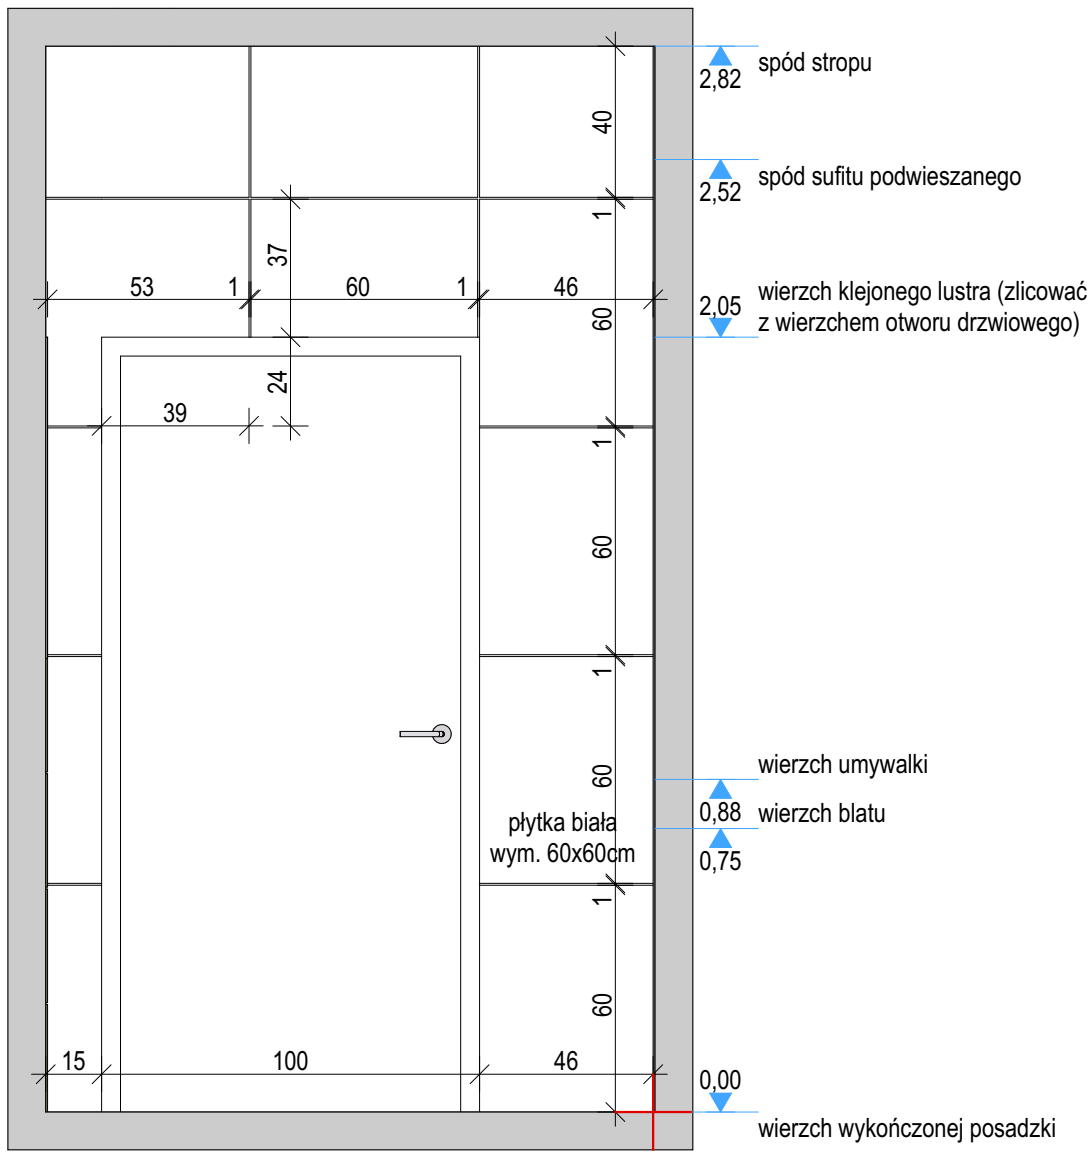 2,82
spód stropu
40
2,52
spód sufitu podwieszanego
1
37
53
1
60
1
46
60
2,05
wierzch klejonego lustra (zlicować
z wierzchem otworu drzwiowego)
24
39
1
60
1
60
wierzch umywalki
0,88
wierzch blatu
0,75
płytka biała
wym. 60x60cm
1
60
15
100
46
0,00
wierzch wykończonej posadzki